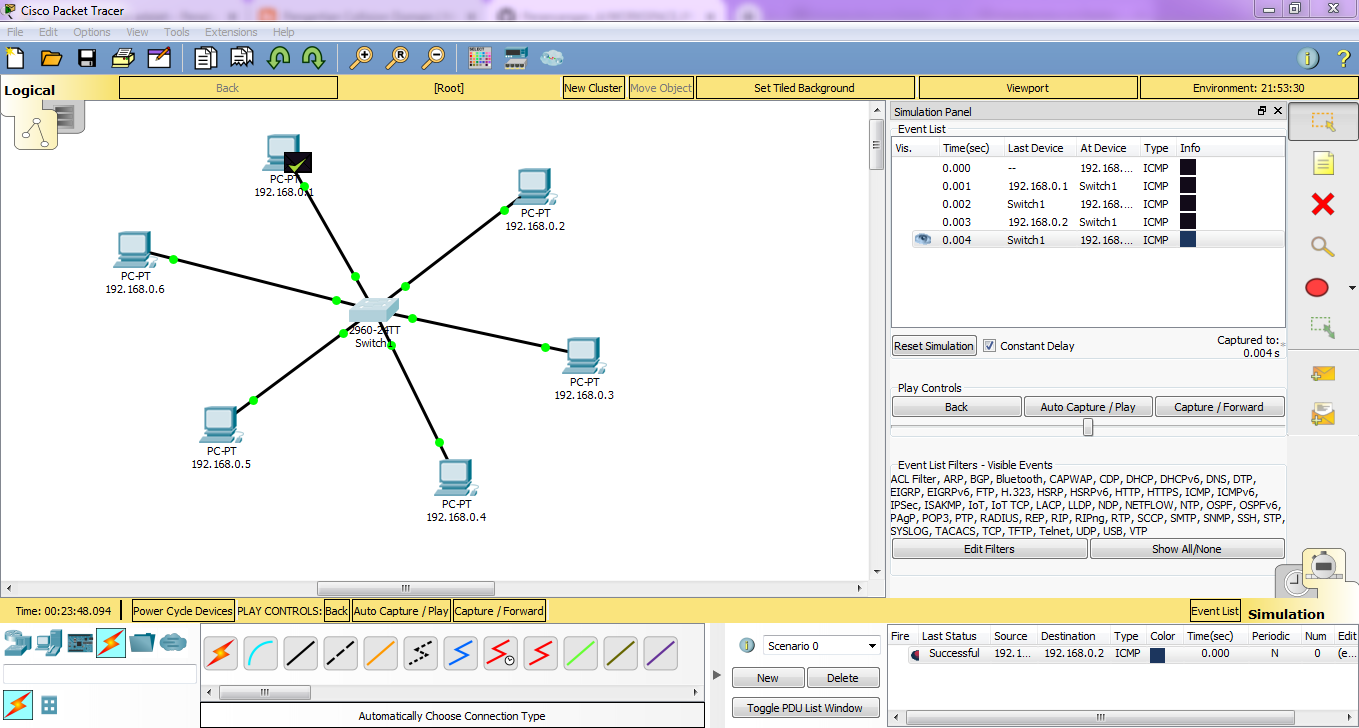 Cisco Packet Tracer
File Edit Options View Tools Extensions Help
Logical
Back
[Root]
New Cluster
Move Object
Set Tiled Background
Viewport
Environment: 21:53:30
PC-PT
192.168.0.1
PC-PT
192.168.0.2
PC-PT
192.168.0.6
2960-24TT
Switch1
PC-PT
192.168.0.3
PC-PT
192.168.0.5
PC-PT
192.168.0.4
Simulation Panel
Event List
Vis. Time(sec) Last Device At Device Type Info
0.000 -- 192.168.... ICMP
0.001 192.168.0.1 Switch1 ICMP
0.002 Switch1 192.168.... ICMP
0.003 192.168.0.2 Switch1 ICMP
0.004 Switch1 192.168.... ICMP
Reset Simulation
Constant Delay
Captured to:
0.004 s
Play Controls
Back
Auto Capture / Play
Capture / Forward
Event List Filters - Visible Events
ACL Filter, ARP, BGP, Bluetooth, CAPWAP, CDP, DHCP, DHCPv6, DNS, DTP,
EIGRP, EIGRPv6, FTP, H.323, HSRP, HSRPv6, HTTP, HTTPS, ICMP, ICMPv6,
IPSec, ISAKMP, IoT, IoT TCP, LACP, LLDP, NDP, NETFLOW, NTP, OSPF, OSPFv6,
PAgP, POP3, PTP, RADIUS, REP, RIP, RIPng, RTP, SCCP, SMTP, SNMP, SSH, STP,
SYSLOG, TACACS, TCP, TFTP, Telnet, UDP, USB, VTP
Edit Filters
Show All/None
Time: 00:23:48.094
Power Cycle Devices
PLAY CONTROLS:
Back
Auto Capture / Play
Capture / Forward
Event List
Simulation
Automatically Choose Connection Type
Scenario 0
New
Delete
Toggle PDU List Window
Fire Last Status Source Destination Type Color Time(sec) Periodic Num Edit
Successful 192.1... 192.168.0.2 ICMP 0.000 N 0 (e...